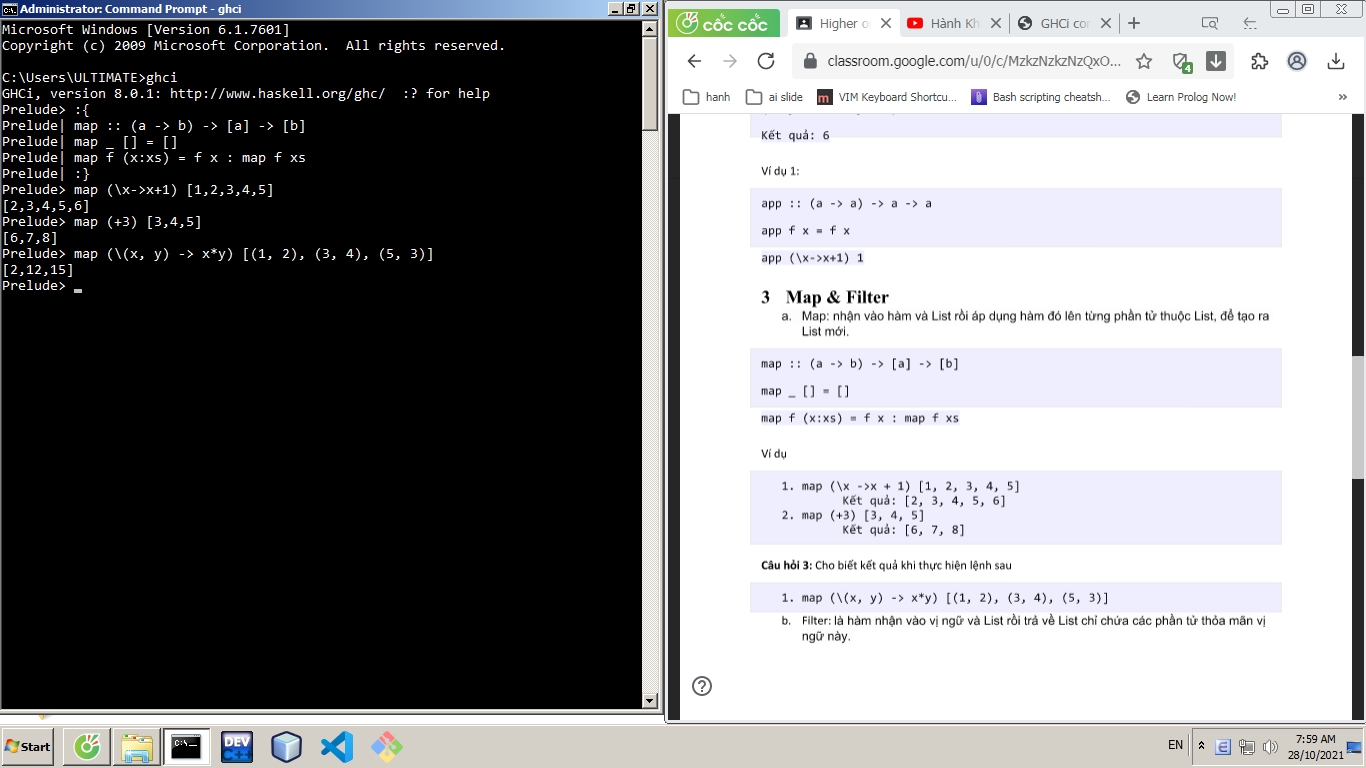 Administrator: Command Prompt - ghci
Microsoft Windows [Version 6.1.7601]
Copyright (c) 2009 Microsoft Corporation.  All rights reserved.
C:\Users\ULTIMATE>ghci
GHCi, version 8.0.1: http://www.haskell.org/ghc/  :? for help
Prelude> :{
Prelude| map :: (a -> b) -> [a] -> [b]
Prelude| map _ [] = []
Prelude| map f (x:xs) = f x : map f xs
Prelude| :}
Prelude> map (\x->x+1) [1,2,3,4,5]
[2,3,4,5,6]
Prelude> map (+3) [3,4,5]
[6,7,8]
Prelude> map (\(x, y) -> x*y) [(1, 2), (3, 4), (5, 3)]
[2,12,15]
Prelude> _
cốc cốc
Higher o
Hành Kh
GHCi co
classroom.google.com/u/0/c/MzkzNzkzNzQxO...
4
hanh
ai slide
VIM Keyboard Shortcu...
Bash scripting cheatsh...
Learn Prolog Now!
»
Kết quả: 6
Ví dụ 1:
app :: (a -> a) -> a -> a
app f x = f x
app (\x->x+1) 1
3 Map & Filter
a. Map: nhận vào hàm và List rồi áp dụng hàm đó lên từng phần tử thuộc List, để tạo ra
List mới.
map :: (a -> b) -> [a] -> [b]
map _ [] = []
map f (x:xs) = f x : map f xs
Ví dụ
1. map (\x ->x + 1) [1, 2, 3, 4, 5]
Kết quả: [2, 3, 4, 5, 6]
2. map (+3) [3, 4, 5]
Kết quả: [6, 7, 8]
Câu hỏi 3: Cho biết kết quả khi thực hiện lệnh sau
1. map (\(x, y) -> x*y) [(1, 2), (3, 4), (5, 3)]
b. Filter: là hàm nhận vào vị ngữ và List rồi trả về List chỉ chứa các phần tử thỏa mãn vị
ngữ này.
Start
DEV
C++
EN
7:59 AM
28/10/2021